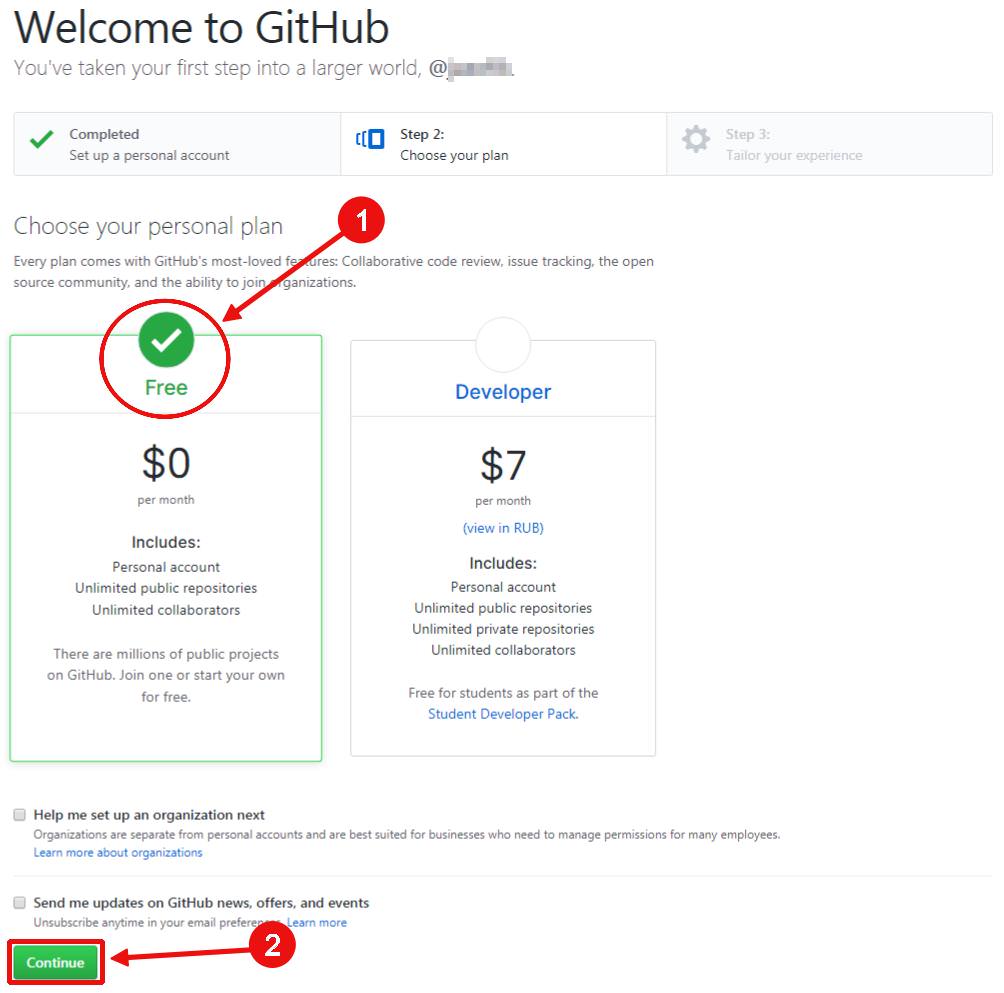 Welcome to GitHub
You've taken your first step into a larger world, @
Completed
Set up a personal account
Step 2:
Choose your plan
Step 3:
Tailor your experience
Choose your personal plan
1
Every plan comes with GitHub's most-loved features: Collaborative code review, issue tracking, the open
source community, and the ability to join organizations.
Free
$0
per month
Includes:
Personal account
Unlimited public repositories
Unlimited collaborators
There are millions of public projects
on GitHub. Join one or start your own
for free.
Developer
$7
per month
(view in RUB)
Includes:
Personal account
Unlimited public repositories
Unlimited private repositories
Unlimited collaborators
Free for students as part of the
Student Developer Pack.
Help me set up an organization next
Organizations are separate from personal accounts and are best suited for businesses who need to manage permissions for many employees.
Learn more about organizations
Send me updates on GitHub news, offers, and events
Unsubscribe anytime in your email preferences. Learn more
2
Continue